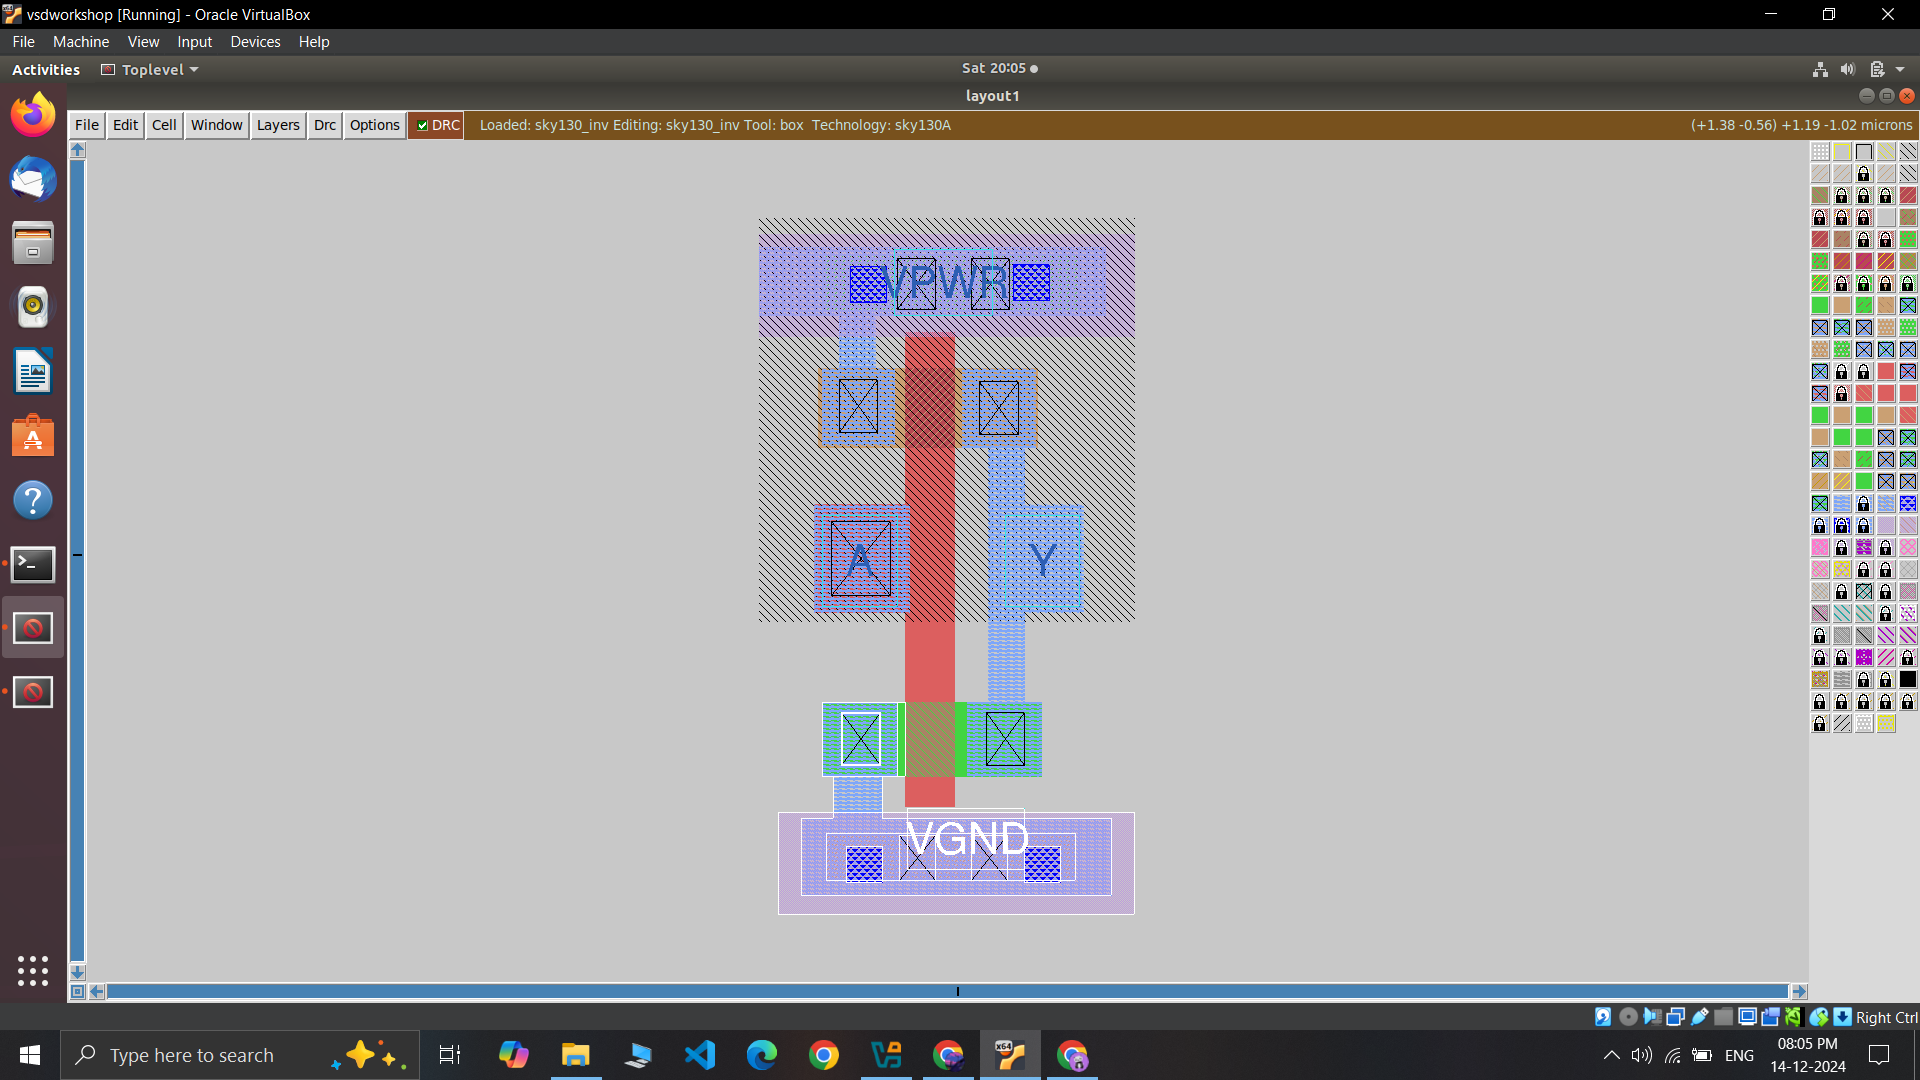 vsdworkshop [Running] - Oracle VirtualBox
File Machine View Input Devices Help
Activities Toplevel Sat 20:05
layout1
File Edit Cell Window Layers Drc Options DRC Loaded: sky130_inv Editing: sky130_inv Tool: box Technology: sky130A (+1.38 -0.56) +1.19 -1.02 microns
VPWR
A Y
VGND
Right Ctrl
Type here to search
x64
ENG
08:05 PM
14-12-2024